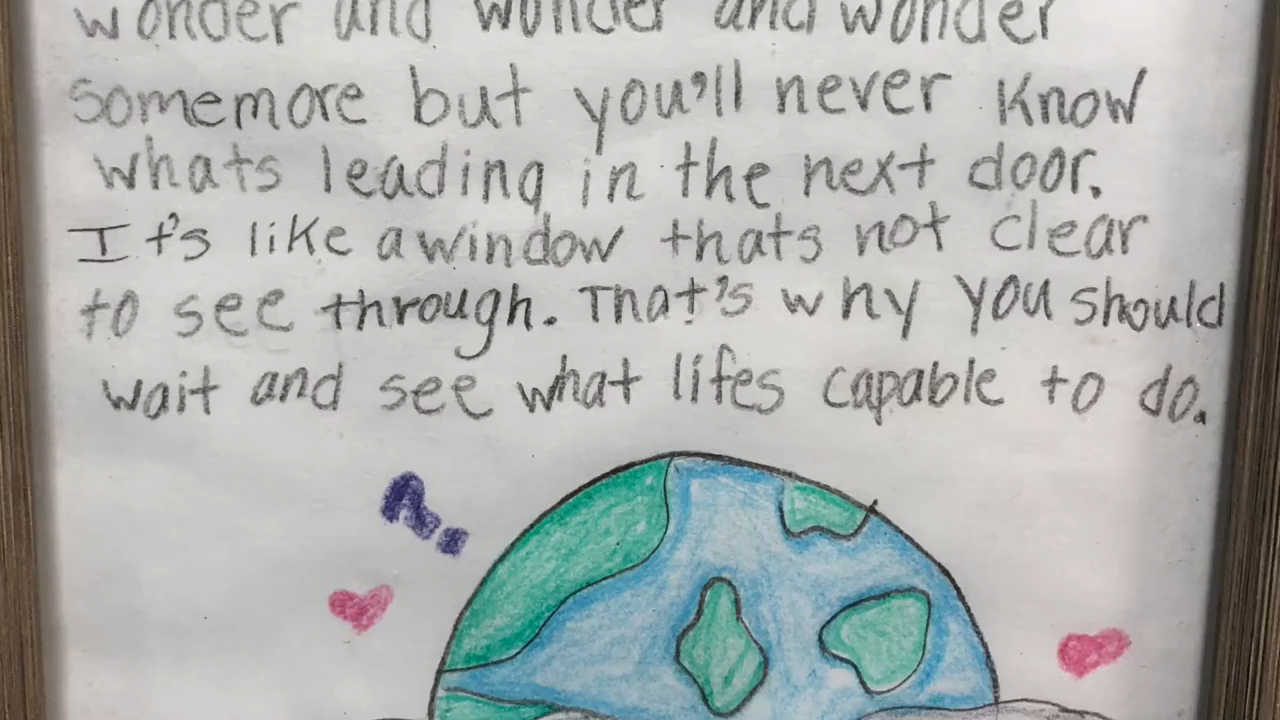 wonder and wonder and wonder
somemore but you'll never know
whats leading in the next door.
It's like a window thats not clear
to see through. That's why you should
wait and see what lifes capable to do.
?